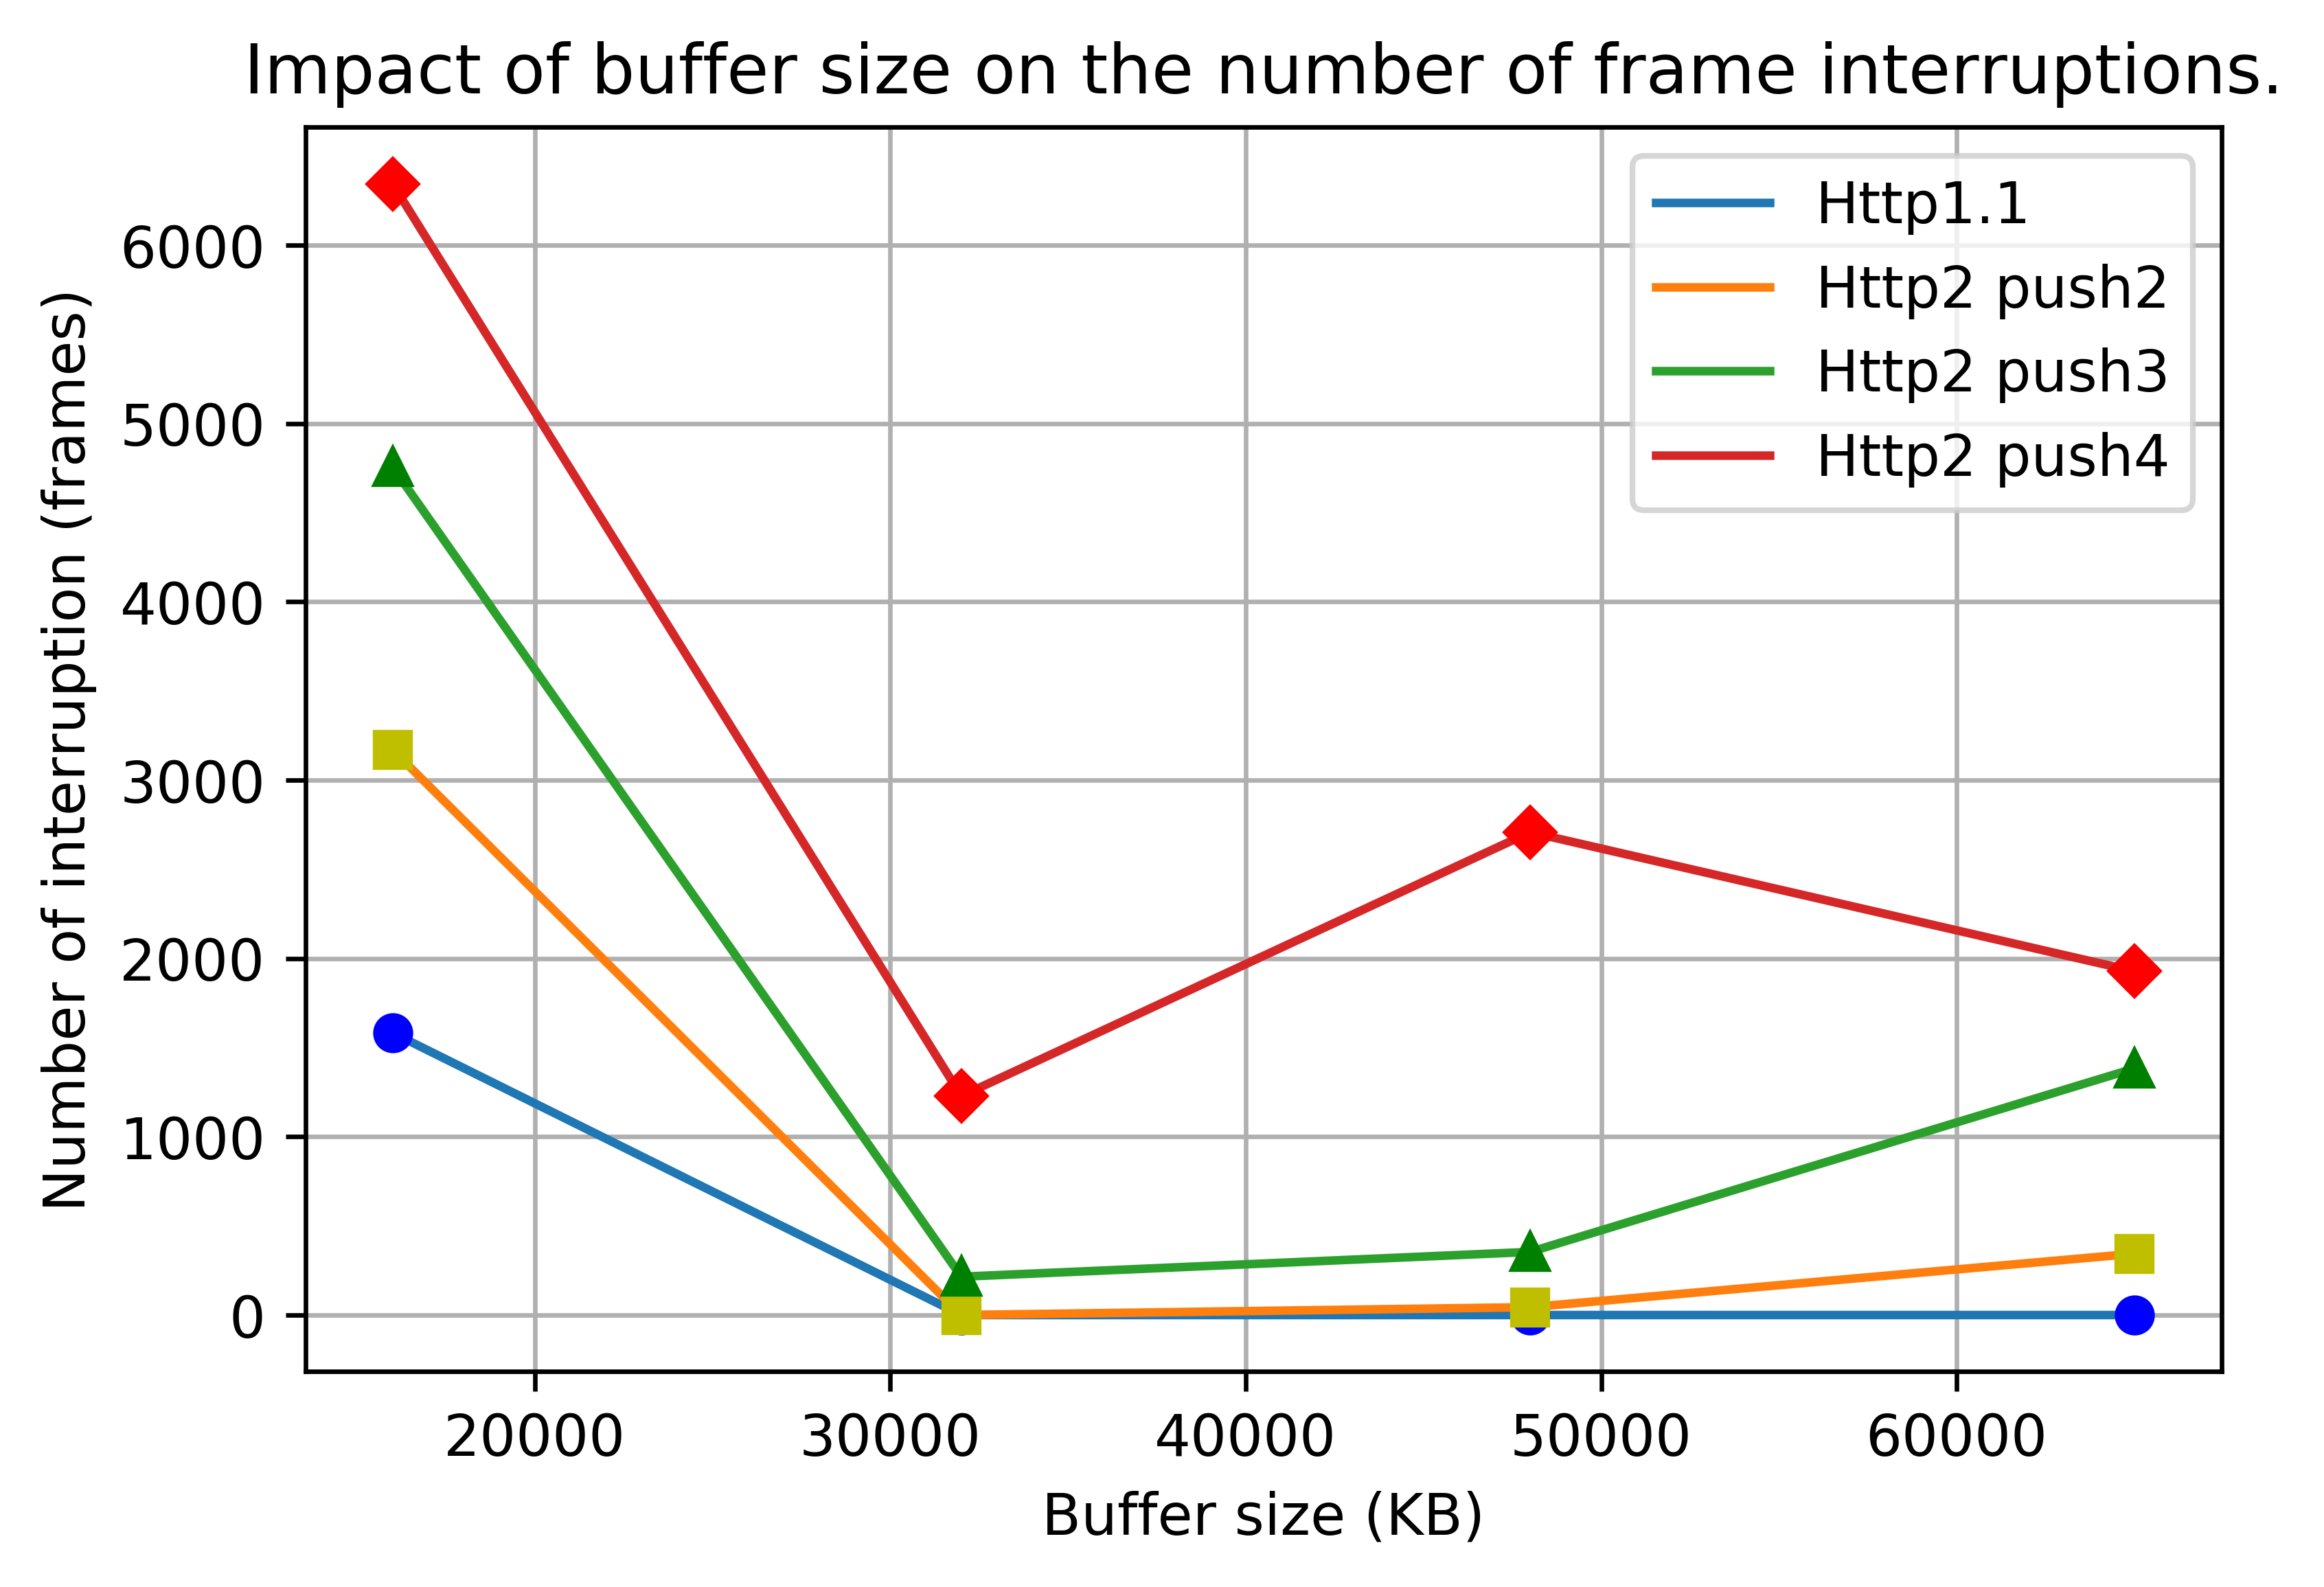 Impact of buffer size on the number of frame interruptions.
Number of interruption (frames)
6000
5000
4000
3000
2000
1000
0
Http1.1
Http2 push2
Http2 push3
Http2 push4
20000 30000 40000 50000 60000
Buffer size (KB)